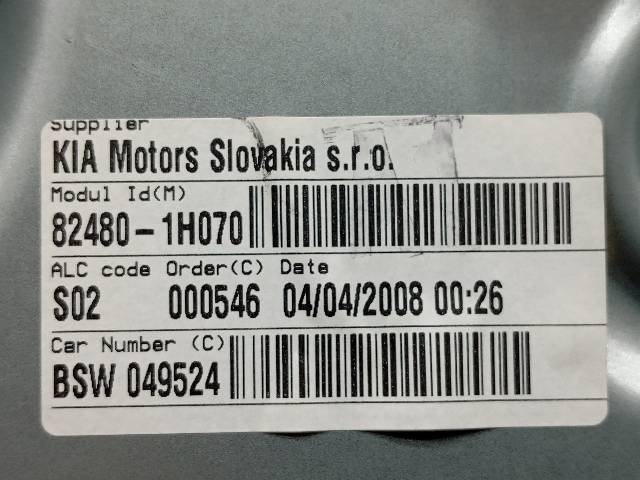 Supplier
KIA Motors Slovakia s.r.o.
Modul Id(M)
82480-1H070
ALC code Order(C) Date
S02 000546 04/04/2008 00:26
Car Number (C)
BSW 049524